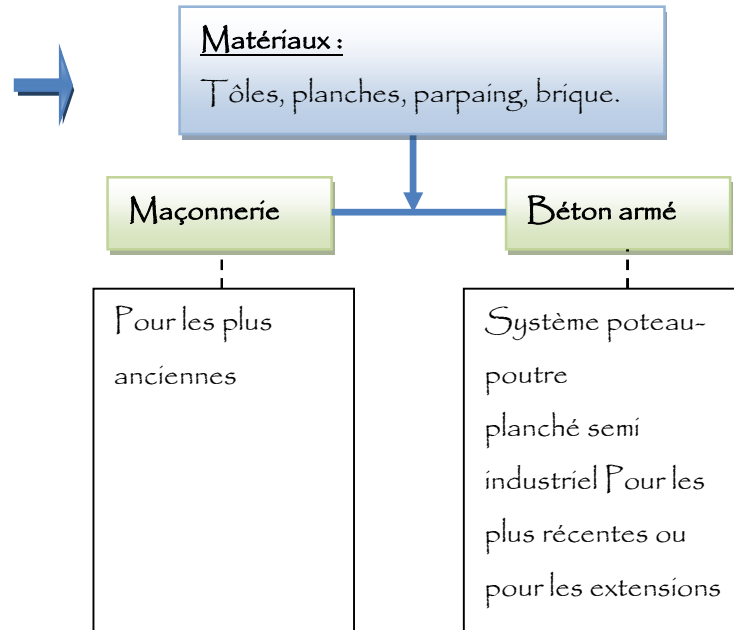 Matériaux :
Tôles, planches, parpaing, brique.
Maçonnerie
Béton armé
Pour les plus
anciennes
Système poteau-
poutre
planché semi
industriel Pour les
plus récentes ou
pour les extensions